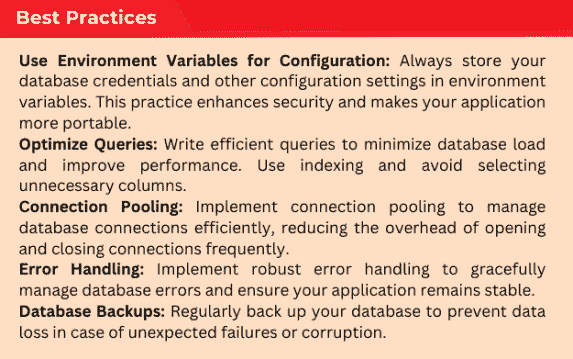 Best Practices
Use Environment Variables for Configuration: Always store your
database credentials and other configuration settings in environment
variables. This practice enhances security and makes your application
more portable.
Optimize Queries: Write efficient queries to minimize database load
and improve performance. Use indexing and avoid selecting
unnecessary columns.
Connection Pooling: Implement connection pooling to manage
database connections efficiently, reducing the overhead of opening
and closing connections frequently.
Error Handling: Implement robust error handling to gracefully
manage database errors and ensure your application remains stable.
Database Backups: Regularly back up your database to prevent data
loss in case of unexpected failures or corruption.